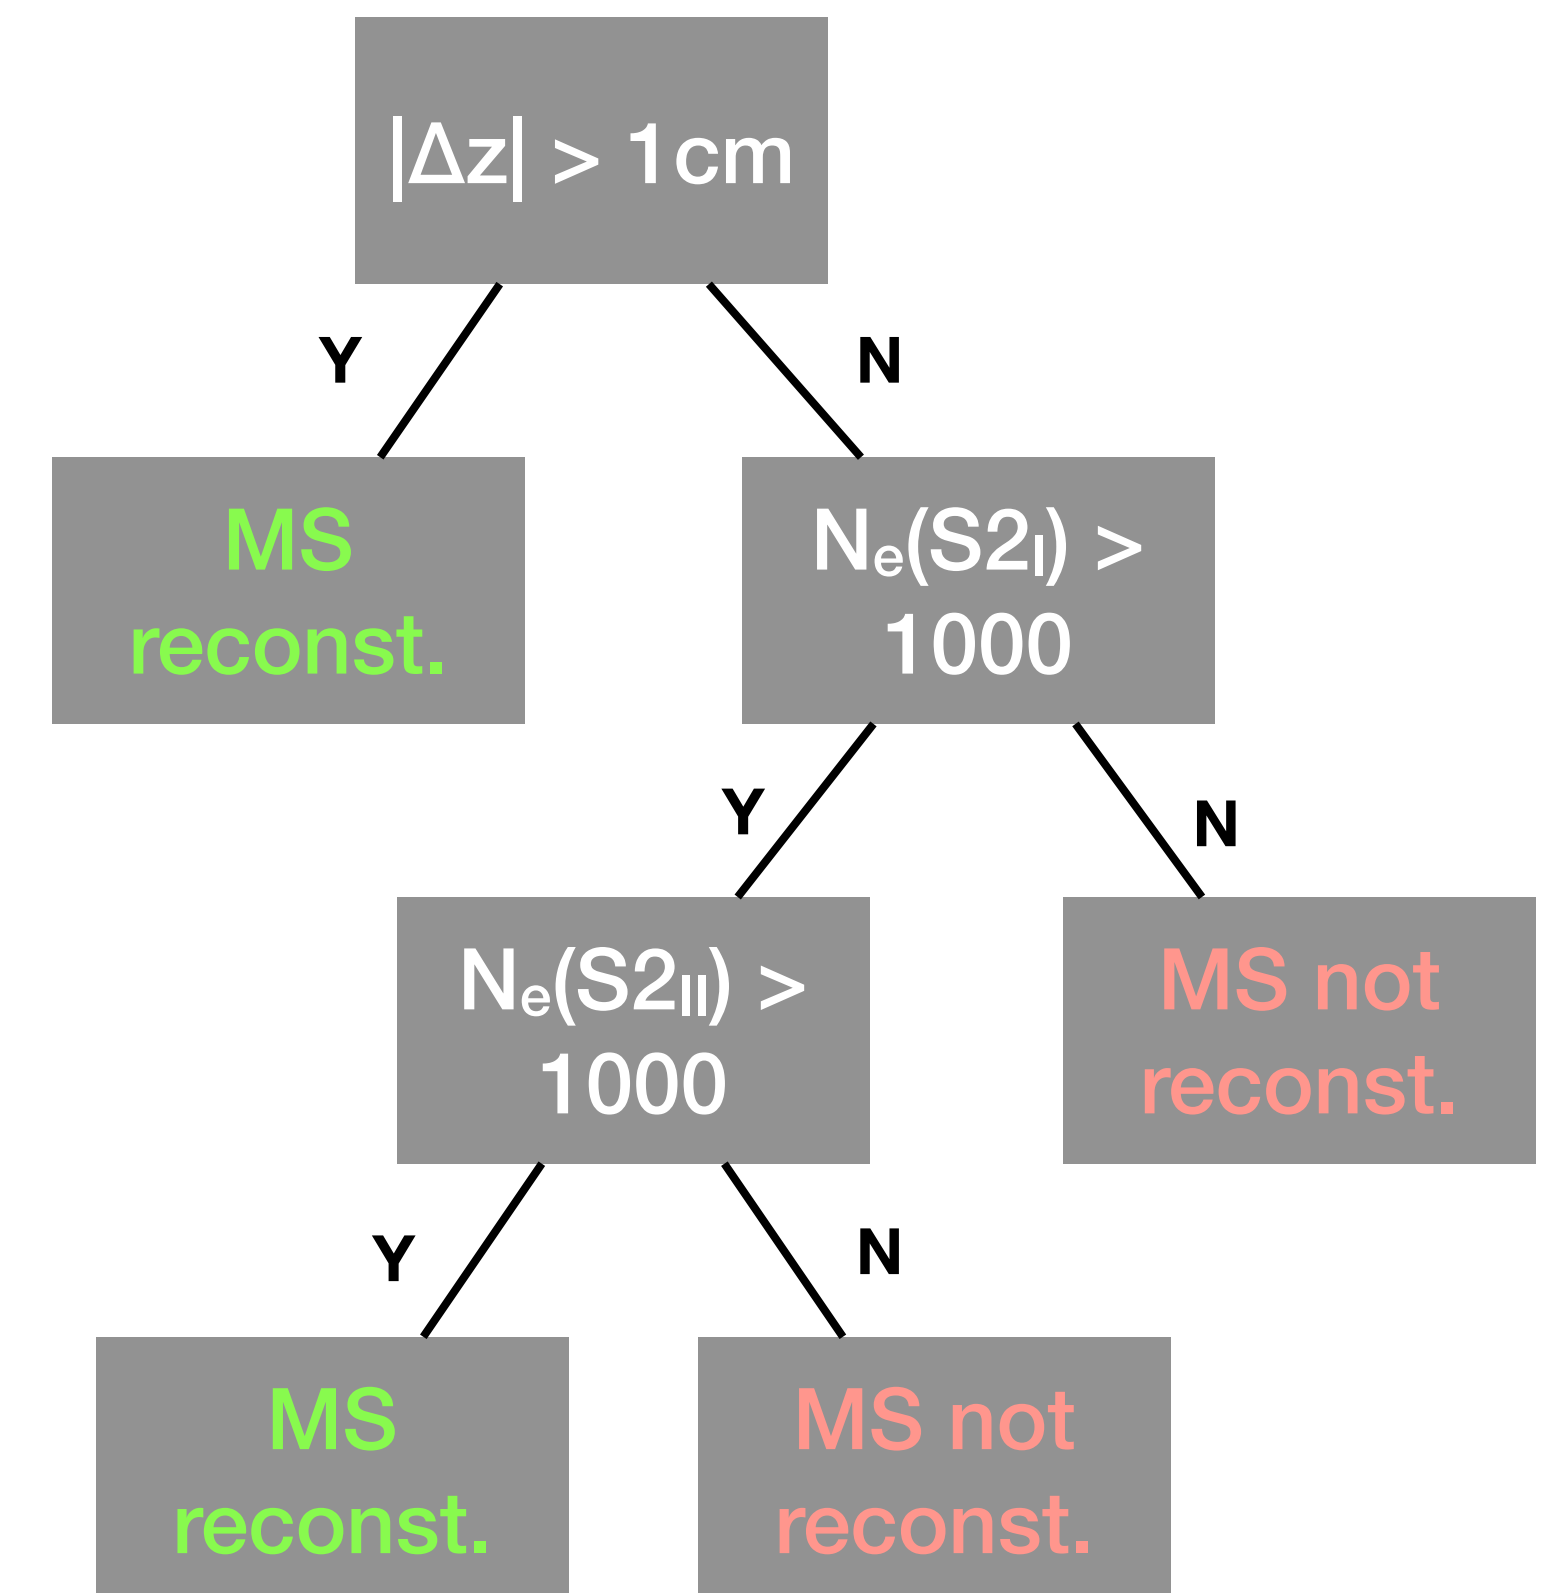 |Δz| > 1cm
Y
N
MS
reconst.
Nₑ(S2ᵢ) >
1000
Y
N
Nₑ(S2ᵢᵢ) >
1000
MS not
reconst.
Y
N
MS
reconst.
MS not
reconst.